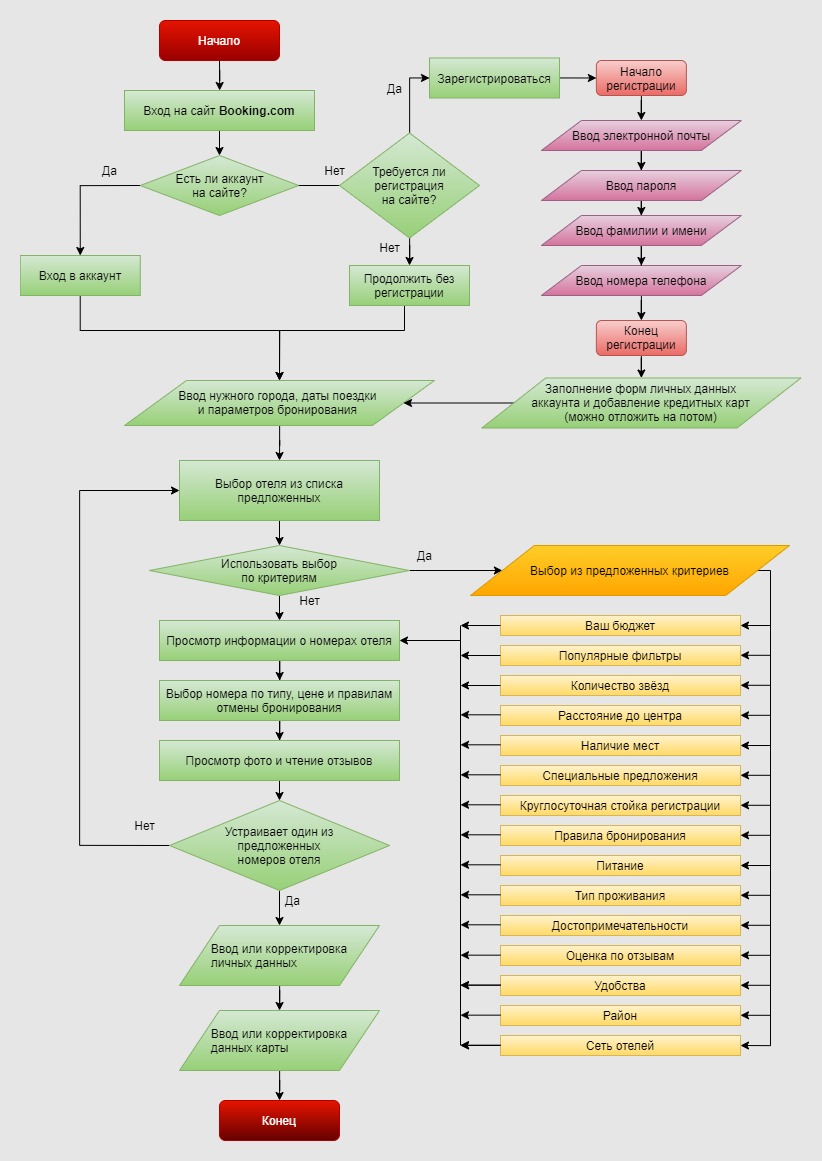 Начало
Вход на сайт Booking.com
Есть ли аккаунт
на сайте?
Да
Нет
Вход в аккаунт
Требуется ли
регистрация
на сайте?
Да
Нет
Продолжить без
регистрации
Зарегистрироваться
Начало
регистрации
Ввод электронной почты
Ввод пароля
Ввод фамилии и имени
Ввод номера телефона
Конец
регистрации
Заполнение форм личных данных
аккаунта и добавление кредитных карт
(можно отложить на потом)
Ввод нужного города, даты поездки
и параметров бронирования
Выбор отеля из списка
предложенных
Использовать выбор
по критериям
Да
Нет
Выбор из предложенных критериев
Ваш бюджет
Популярные фильтры
Количество звёзд
Расстояние до центра
Наличие мест
Специальные предложения
Круглосуточная стойка регистрации
Правила бронирования
Питание
Тип проживания
Достопримечательности
Оценка по отзывам
Удобства
Район
Сеть отелей
Просмотр информации о номерах отеля
Выбор номера по типу, цене и правилам
отмены бронирования
Просмотр фото и чтение отзывов
Устраивает один из
предложенных
номеров отеля
Нет
Да
Ввод или корректировка
личных данных
Ввод или корректировка
данных карты
Конец